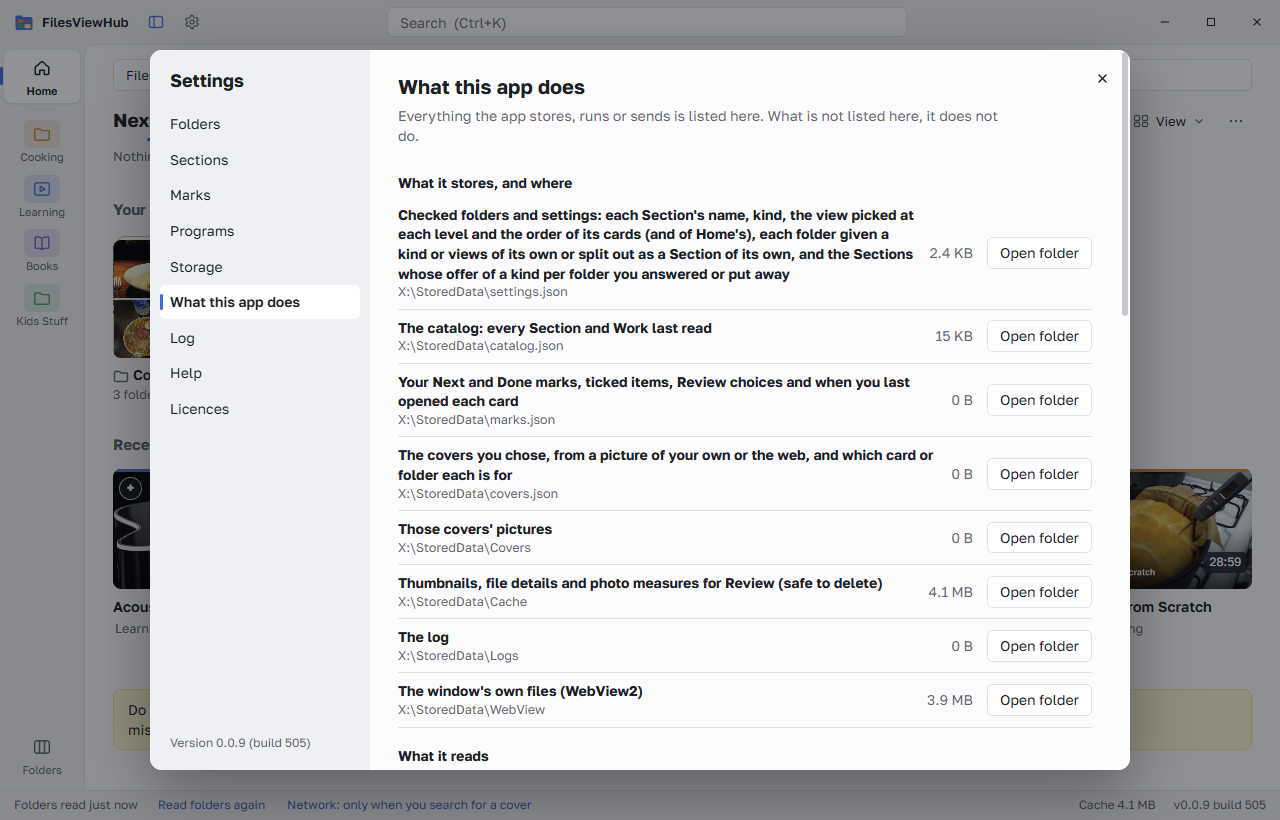 FilesViewHub
Search (Ctrl+K)
Home
Cooking
Learning
Books
Kids Stuff
Folders
View
3 folde
28:59
cratch
rom Scratch
Learn
Do
Settings
Folders
Sections
Marks
Programs
Storage
What this app does
Log
Help
Licences
Version 0.0.9 (build 505)
What this app does
Everything the app stores, runs or sends is listed here. What is not listed here, it does not
do.
What it stores, and where
Checked folders and settings: each Section's name, kind, the view picked at
each level and the order of its cards (and of Home's), each folder given a
kind or views of its own or split out as a Section of its own, and the Sections
whose offer of a kind per folder you answered or put away
X:\StoredData\settings.json
2.4 KB
Open folder
The catalog: every Section and Work last read
X:\StoredData\catalog.json
15 KB
Open folder
Your Next and Done marks, ticked items, Review choices and when you last
opened each card
X:\StoredData\marks.json
0 B
Open folder
The covers you chose, from a picture of your own or the web, and which card or
folder each is for
X:\StoredData\covers.json
0 B
Open folder
Those covers' pictures
X:\StoredData\Covers
0 B
Open folder
Thumbnails, file details and photo measures for Review (safe to delete)
X:\StoredData\Cache
4.1 MB
Open folder
The log
X:\StoredData\Logs
0 B
Open folder
The window's own files (WebView2)
X:\StoredData\WebView
3.9 MB
Open folder
What it reads
Folders read just now
Read folders again
Network: only when you search for a cover
Cache 4.1 MB
v0.0.9 build 505